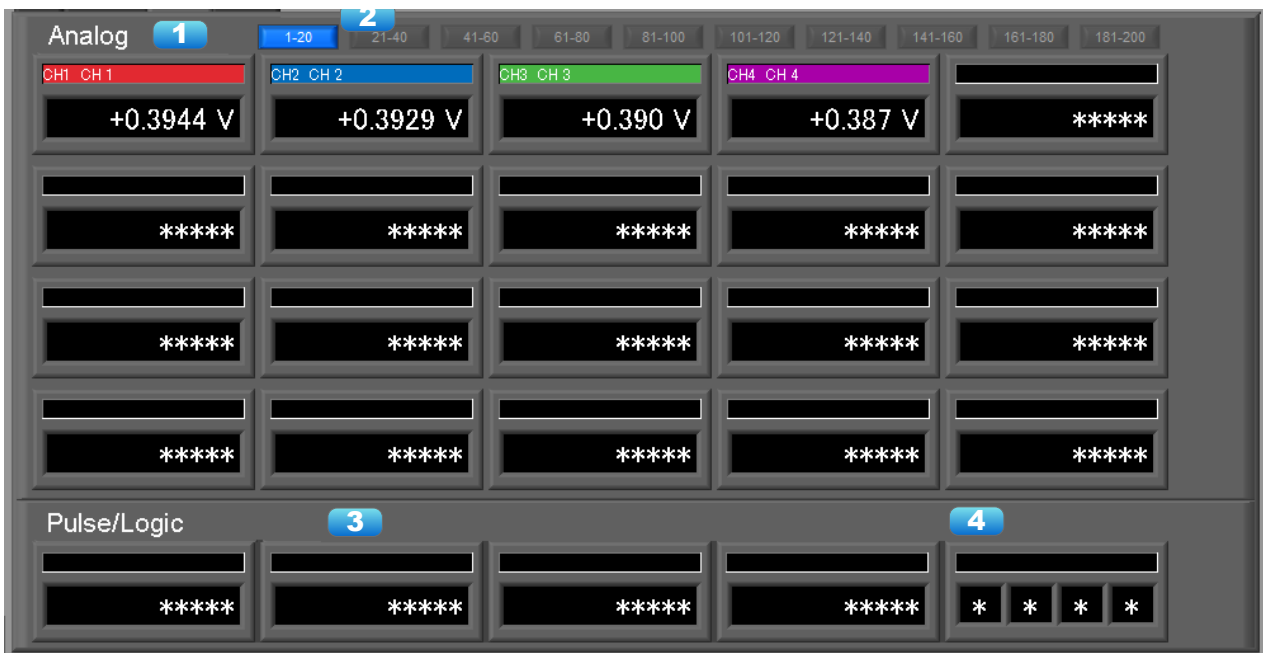 Analog 1 2
1-20 21-40 41-60 61-80 81-100 101-120 121-140 141-160 161-180 181-200
CH1 CH 1 CH2 CH 2 CH3 CH 3 CH4 CH 4
+0.3944 V +0.3929 V +0.390 V +0.387 V *****
***** ***** ***** ***** *****
***** ***** ***** ***** *****
***** ***** ***** ***** *****
Pulse/Logic 3 4
***** ***** ***** ***** * * * *